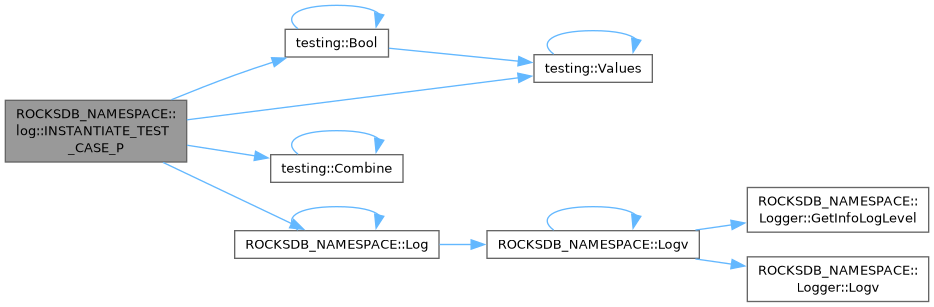 testing::Bool
testing::Values
ROCKSDB_NAMESPACE::
log::INSTANTIATE_TEST
_CASE_P
testing::Combine
ROCKSDB_NAMESPACE::
Logger::GetInfoLogLevel
ROCKSDB_NAMESPACE::Log
ROCKSDB_NAMESPACE::Logv
ROCKSDB_NAMESPACE::
Logger::Logv